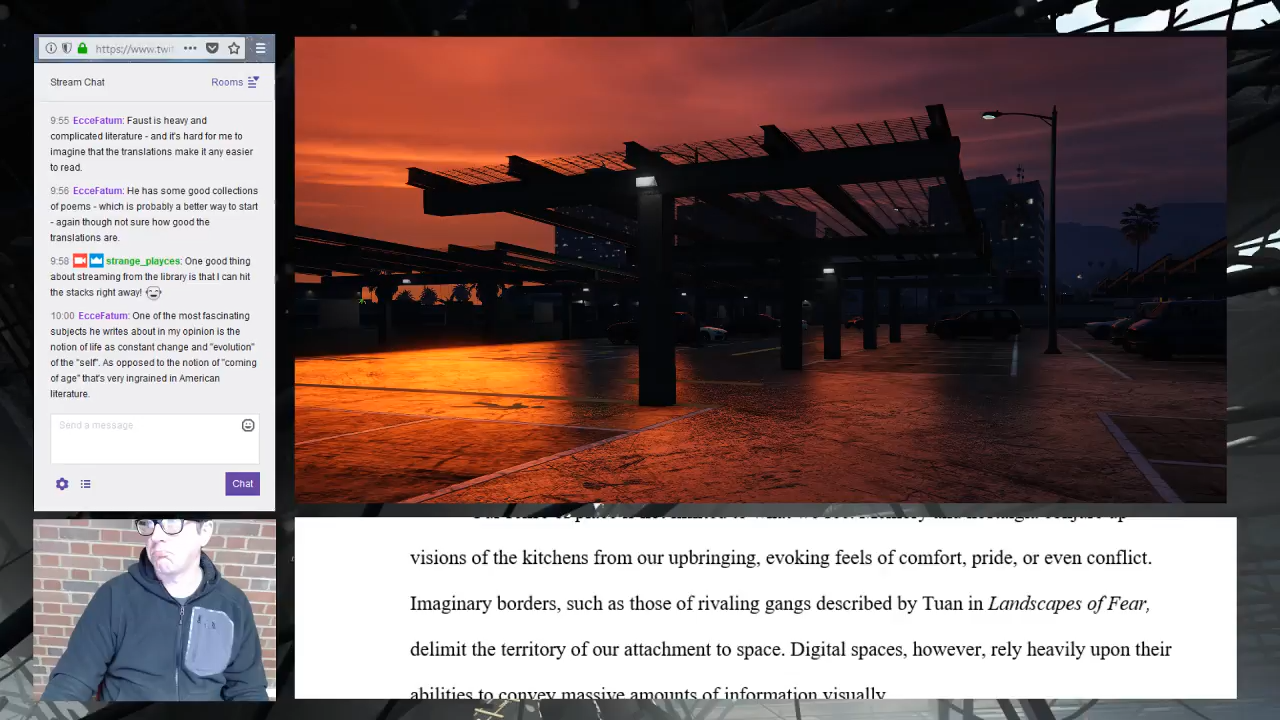 https://www.twi
Stream Chat
Rooms
9:55 EcceFatum: Faust is heavy and
complicated literature - and it's hard for me to
imagine that the translations make it any easier
to read.
9:56 EcceFatum: He has some good collections
of poems - which is probably a better way to start
- again though not sure how good the
translations are.
9:58 strange_playces: One good thing
about streaming from the library is that I can hit
the stacks right away!
10:00 EcceFatum: One of the most fascinating
subjects he writes about in my opinion is the
notion of life as constant change and "evolution"
of the "self". As opposed to the notion of "coming
of age" that's very ingrained in American
literature.
Send a message
Chat
visions of the kitchens from our upbringing, evoking feels of comfort, pride, or even conflict.
Imaginary borders, such as those of rivaling gangs described by Tuan in Landscapes of Fear,
delimit the territory of our attachment to space. Digital spaces, however, rely heavily upon their
abilities to convey massive amounts of information visually